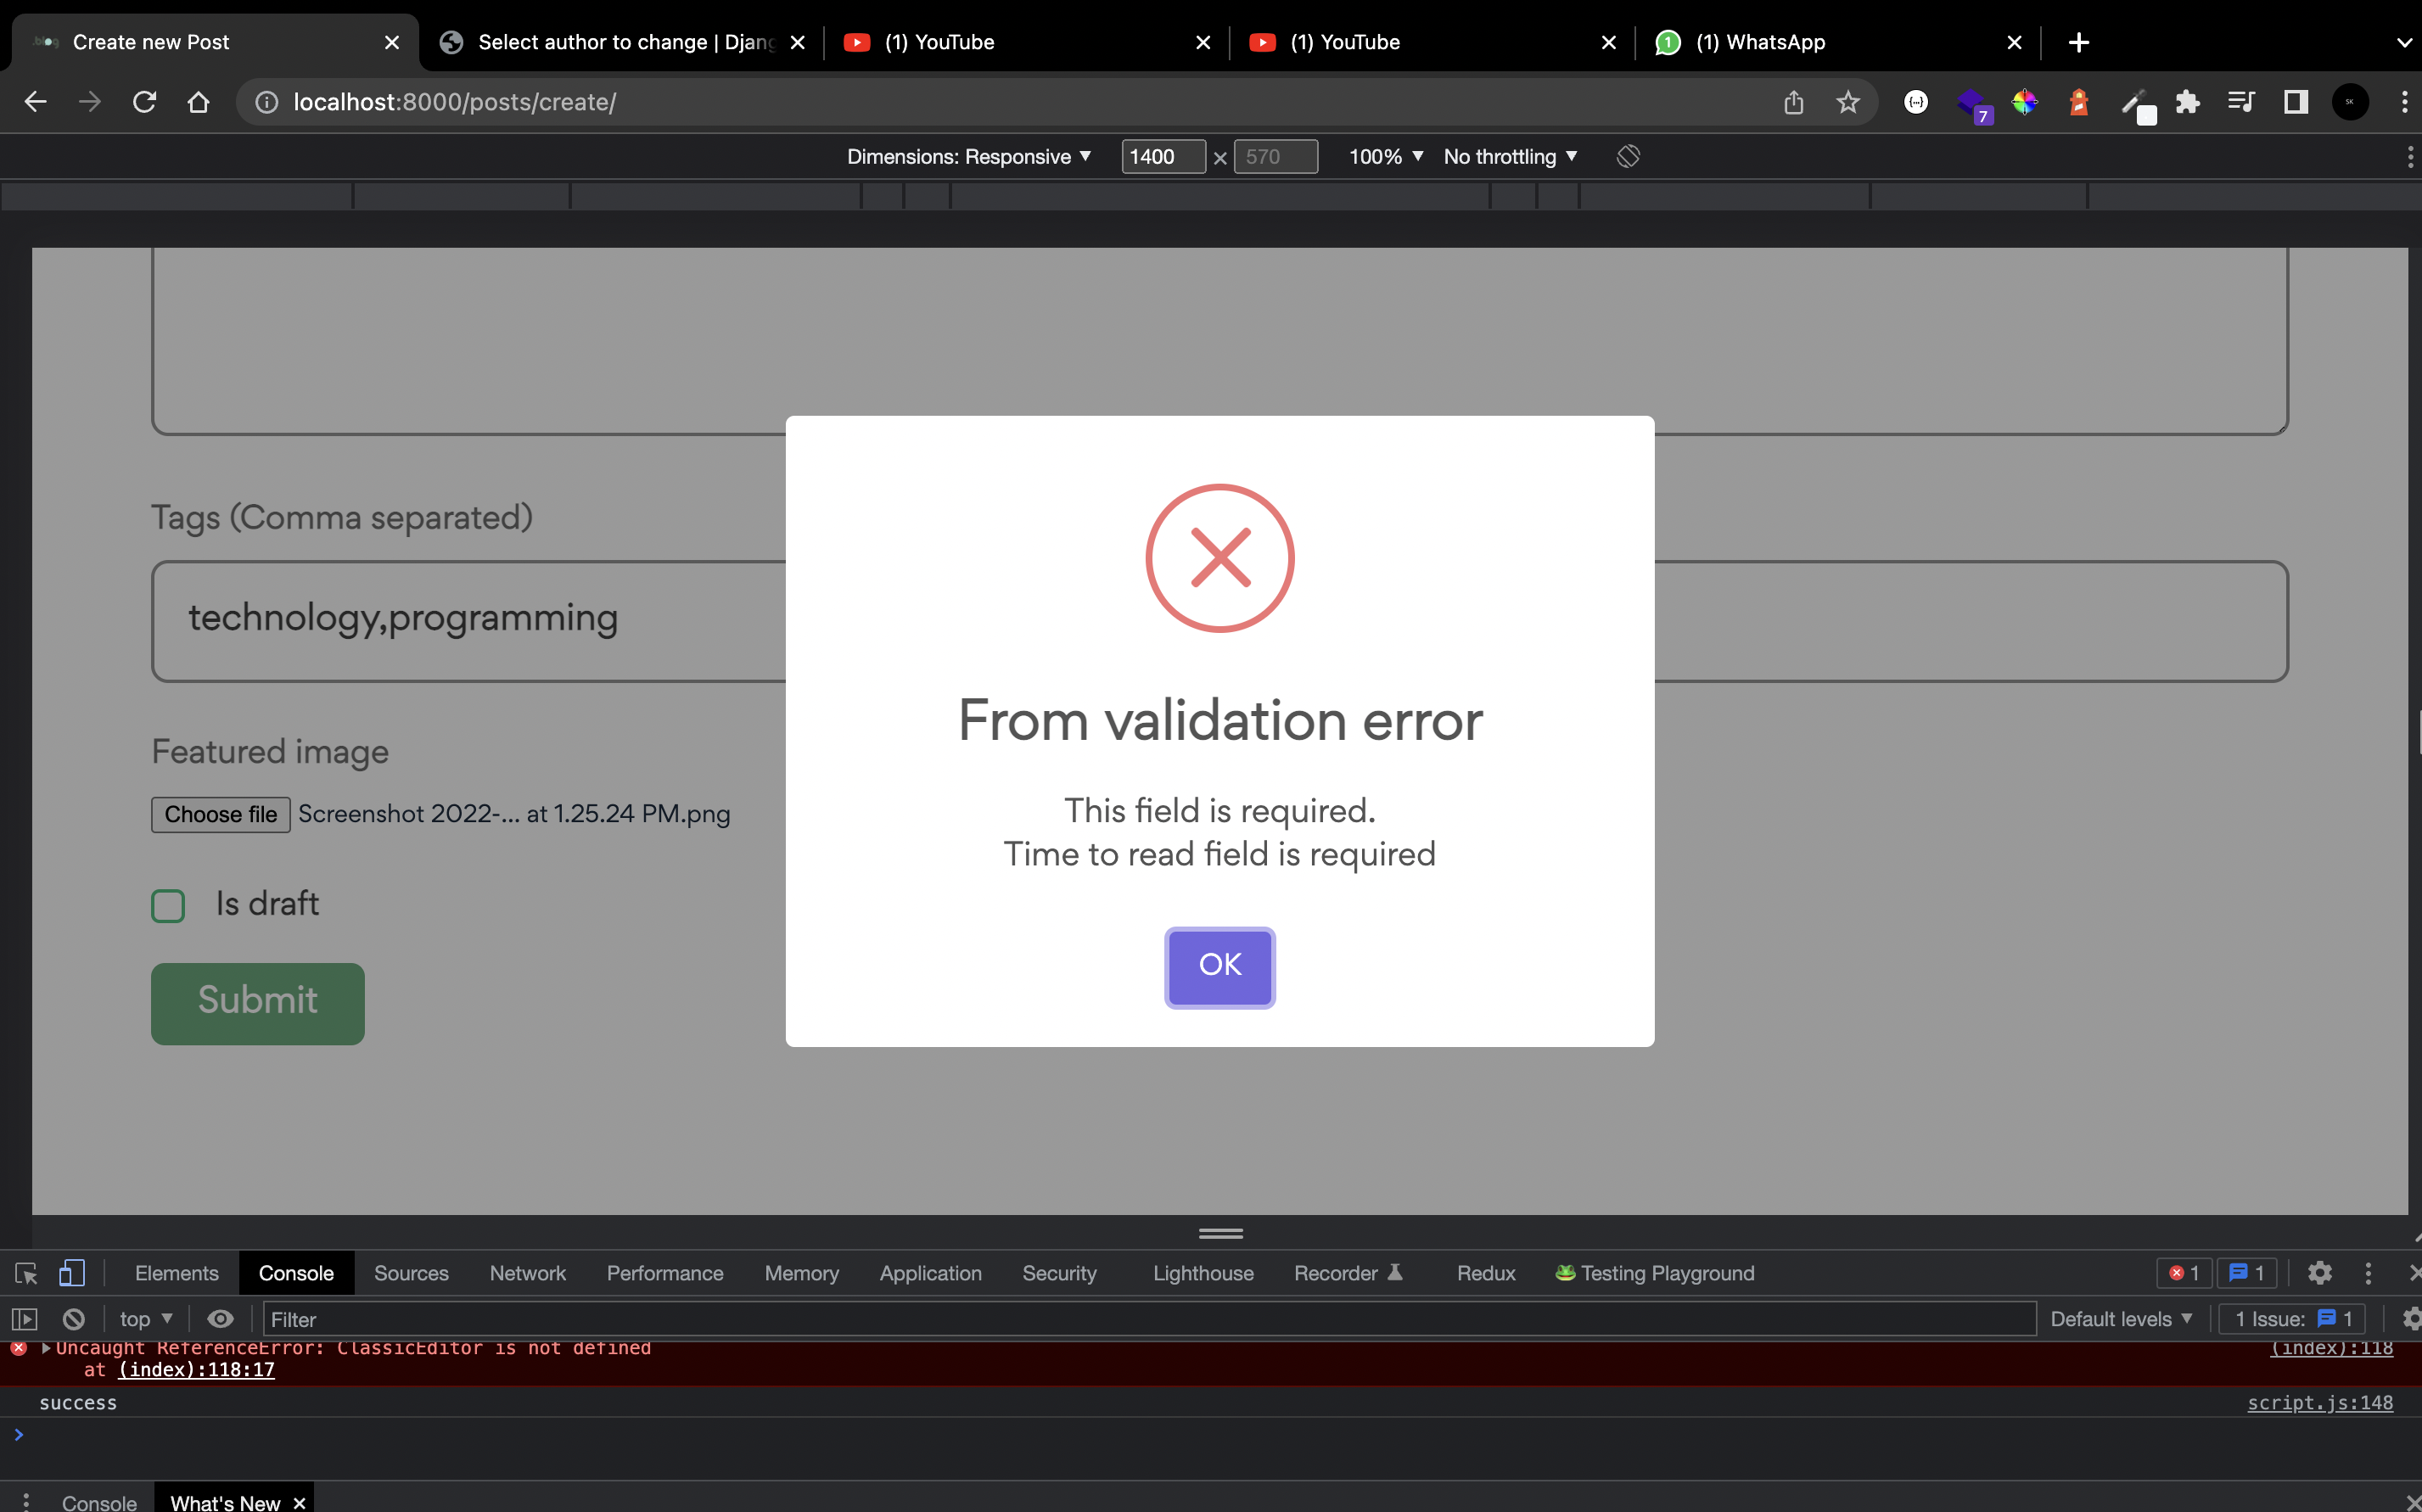 Create new Post
Select author to change | Djang
(1) YouTube
(1) YouTube
1
(1) WhatsApp
localhost:8000/posts/create/
7
SK
Dimensions: Responsive
1400
×
570
100%
No throttling
Tags (Comma separated)
technology,programming
Featured image
Choose file
Screenshot 2022-... at 1.25.24 PM.png
Is draft
Submit
From validation error
This field is required.
Time to read field is required
OK
Elements
Console
Sources
Network
Performance
Memory
Application
Security
Lighthouse
Recorder
Redux
Testing Playground
1
1
top
Filter
Default levels
1 Issue:
1
Uncaught ReferenceError: ClassicEditor is not defined
(index):118
at (index):118:17
success
script.js:148
Console
What's New